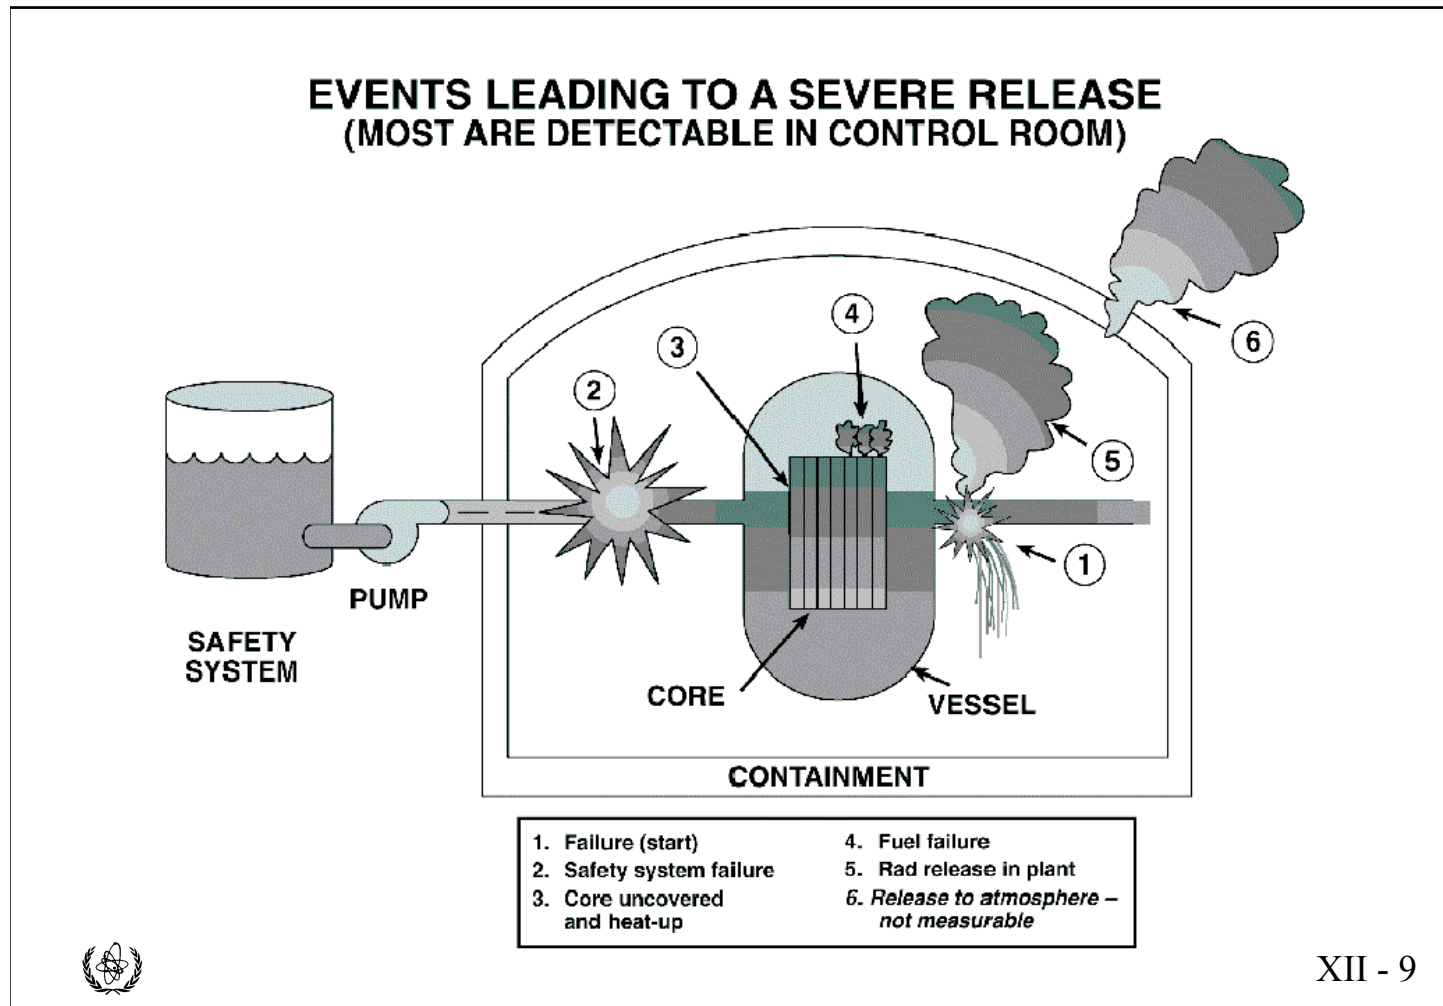 EVENTS LEADING TO A SEVERE RELEASE
(MOST ARE DETECTABLE IN CONTROL ROOM)
6
4
3
2
5
1
PUMP
SAFETY
SYSTEM
CORE
VESSEL
CONTAINMENT
1. Failure (start)
2. Safety system failure
3. Core uncovered
and heat-up
4. Fuel failure
5. Rad release in plant
6. Release to atmosphere –
not measurable
XII - 9